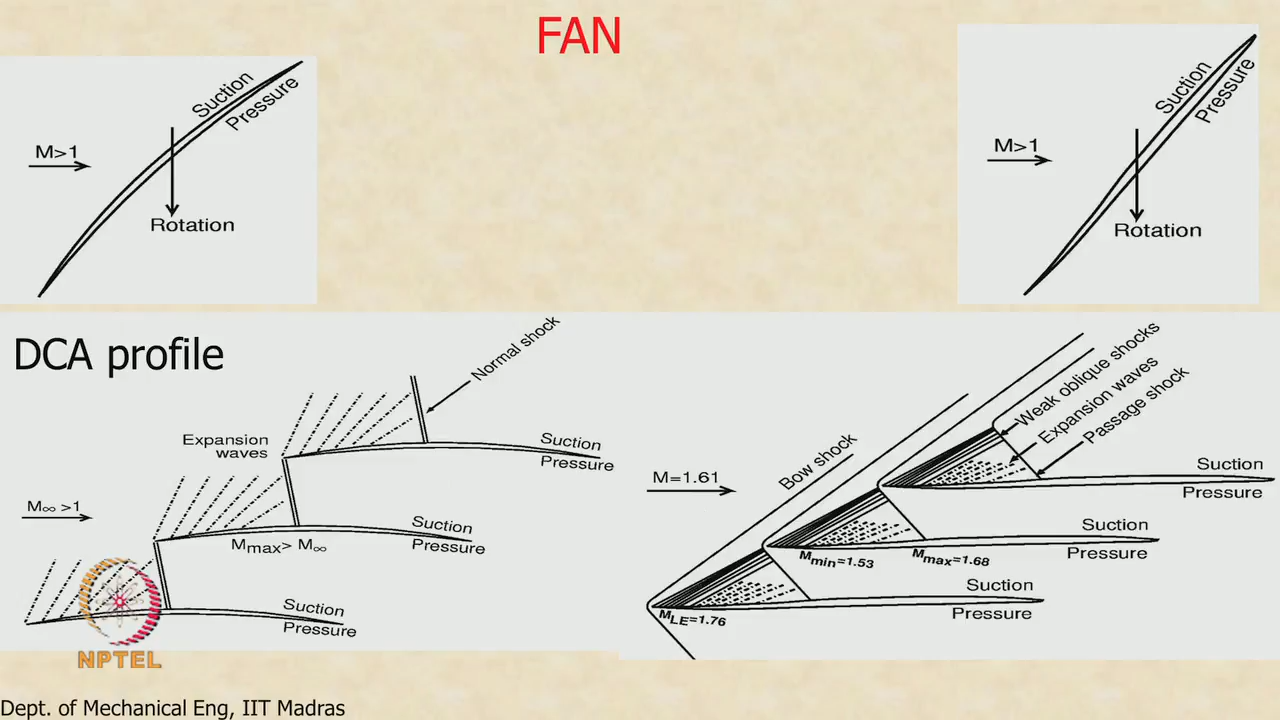 FAN
Suction
Pressure
M>1
Rotation
Suction
Pressure
M>1
Rotation
DCA profile
Normal shock
Expansion
waves
Suction
Pressure
M∞ >1
Mmax> M∞
Suction
Pressure
Suction
Pressure
Weak oblique shocks
Expansion waves
Passage shock
Bow shock
M=1.61
Suction
Pressure
Mmin=1.53
Mmax=1.68
Suction
Pressure
MLE=1.76
Suction
Pressure
NPTEL
Dept. of Mechanical Eng, IIT Madras